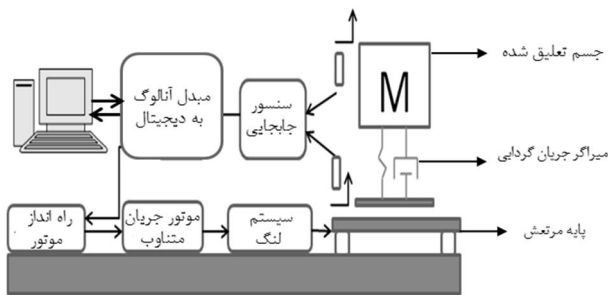 جسم تعلیق شده
M
مبدل آنالوگ
به دیجیتال
سنسور
جابجایی
میراگر جریان گردابی
راه انداز
موتور
موتور جریان
متناوب
سیستم
لنگ
پایه مرتعش